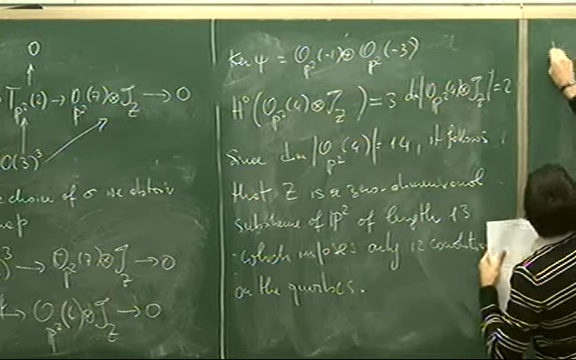 0
T_{P²}(2) → O_{P²}(7) ⊗ J_Z → 0
O(3)³
choice of σ we obtain
map
→ O_{P²}(7) ⊗ J_Z → 0
→ O_{P²}(4) ⊗ J_Z → 0
Ker ψ = O_{P²}(-1) ⊕ O_{P²}(-3)
H⁰(O_{P²}(4) ⊗ J_Z) = 3 dim|O_{P²}(4) ⊗ J_Z| = 2
Since dim |O_{P²}(4)| = 14, it follows
that Z is a zero-dimensional
subscheme of P² of length 13
which imposes only 12 conditions
on the quartics.